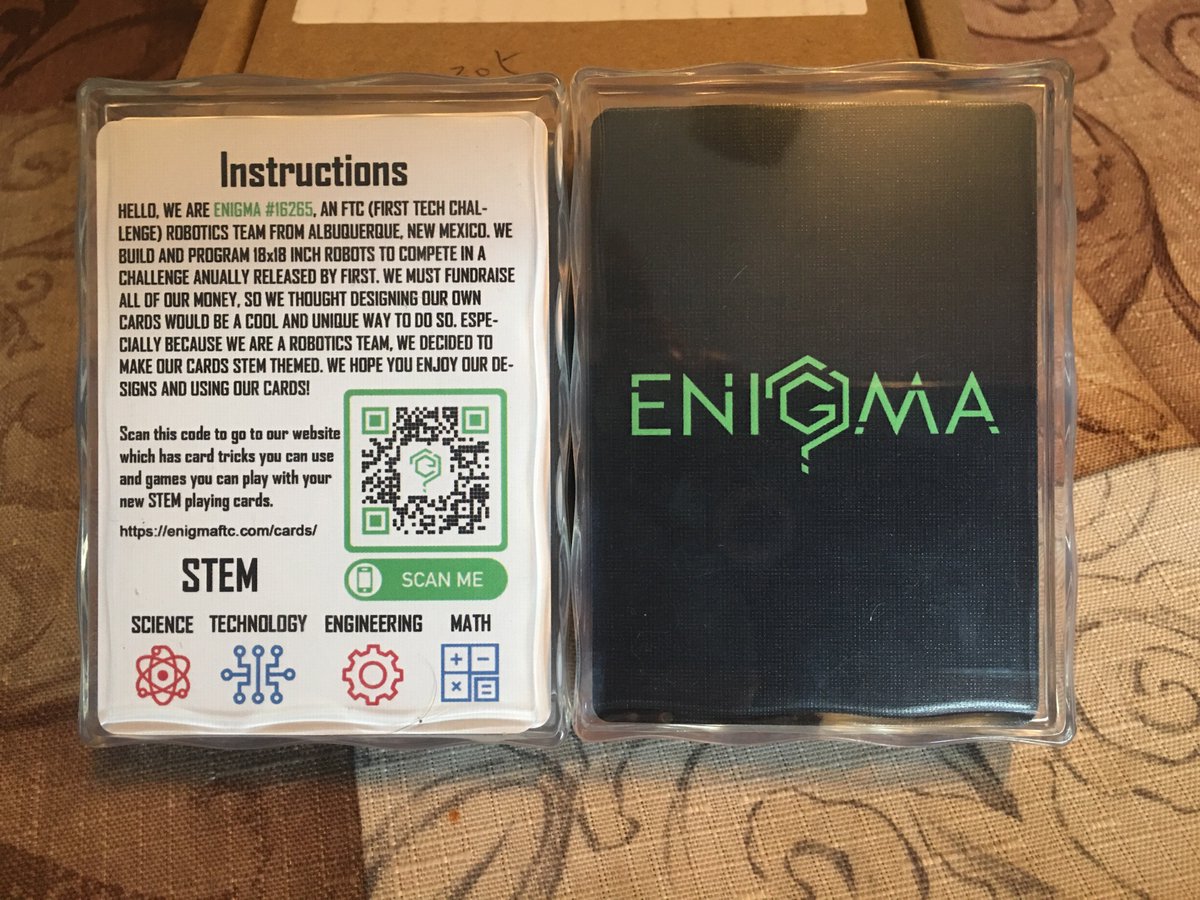 Instructions
HELLO, WE ARE ENIGMA #16265, AN FTC (FIRST TECH CHAL-
LENGE) ROBOTICS TEAM FROM ALBUQUERQUE, NEW MEXICO. WE
BUILD AND PROGRAM 18x18 INCH ROBOTS TO COMPETE IN A
CHALLENGE ANUALLY RELEASED BY FIRST. WE MUST FUNDRAISE
ALL OF OUR MONEY, SO WE THOUGHT DESIGNING OUR OWN
CARDS WOULD BE A COOL AND UNIQUE WAY TO DO SO. ESPE-
CIALLY BECAUSE WE ARE A ROBOTICS TEAM, WE DECIDED TO
MAKE OUR CARDS STEM THEMED. WE HOPE YOU ENJOY OUR DE-
SIGNS AND USING OUR CARDS!
Scan this code to go to our website
which has card tricks you can use
and games you can play with your
new STEM playing cards.
https://enigmaftc.com/cards/
SCAN ME
STEM
SCIENCE TECHNOLOGY ENGINEERING MATH
ENIGMA